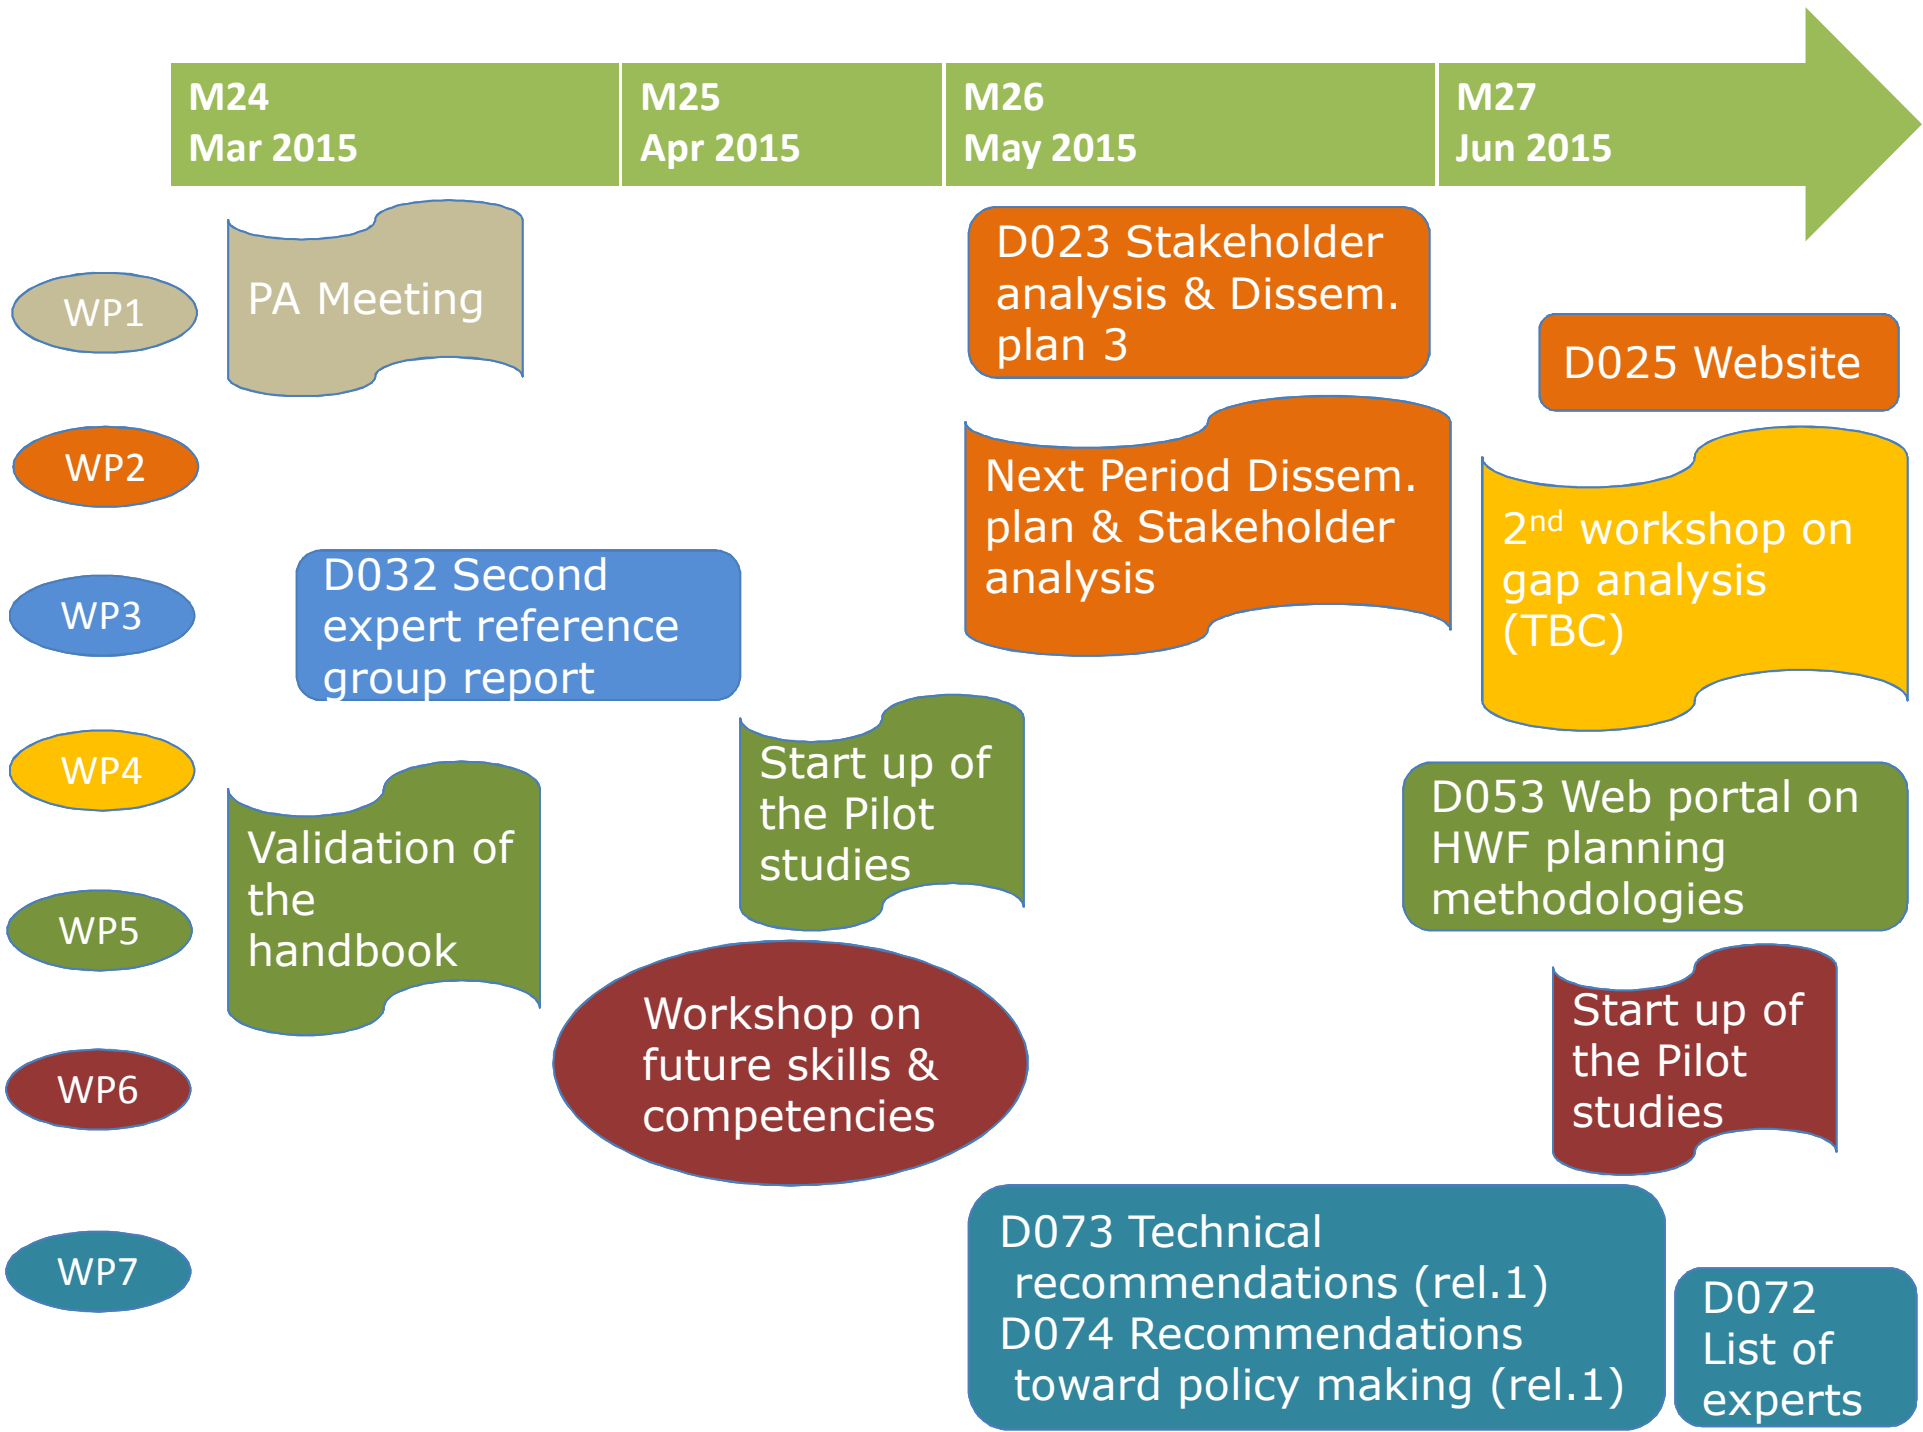 M24
Mar 2015
M25
Apr 2015
M26
May 2015
M27
Jun 2015
WP1
PA Meeting
D023 Stakeholder
analysis & Dissem.
plan 3
D025 Website
WP2
Next Period Dissem.
plan & Stakeholder
analysis
2nd workshop on
gap analysis
(TBC)
WP3
D032 Second
expert reference
group report
WP4
Start up of
the Pilot
studies
D053 Web portal on
HWF planning
methodologies
Validation of
the
handbook
WP5
WP6
Workshop on
future skills &
competencies
Start up of
the Pilot
studies
WP7
D073 Technical
recommendations (rel.1)
D074 Recommendations
toward policy making (rel.1)
D072
List of
experts